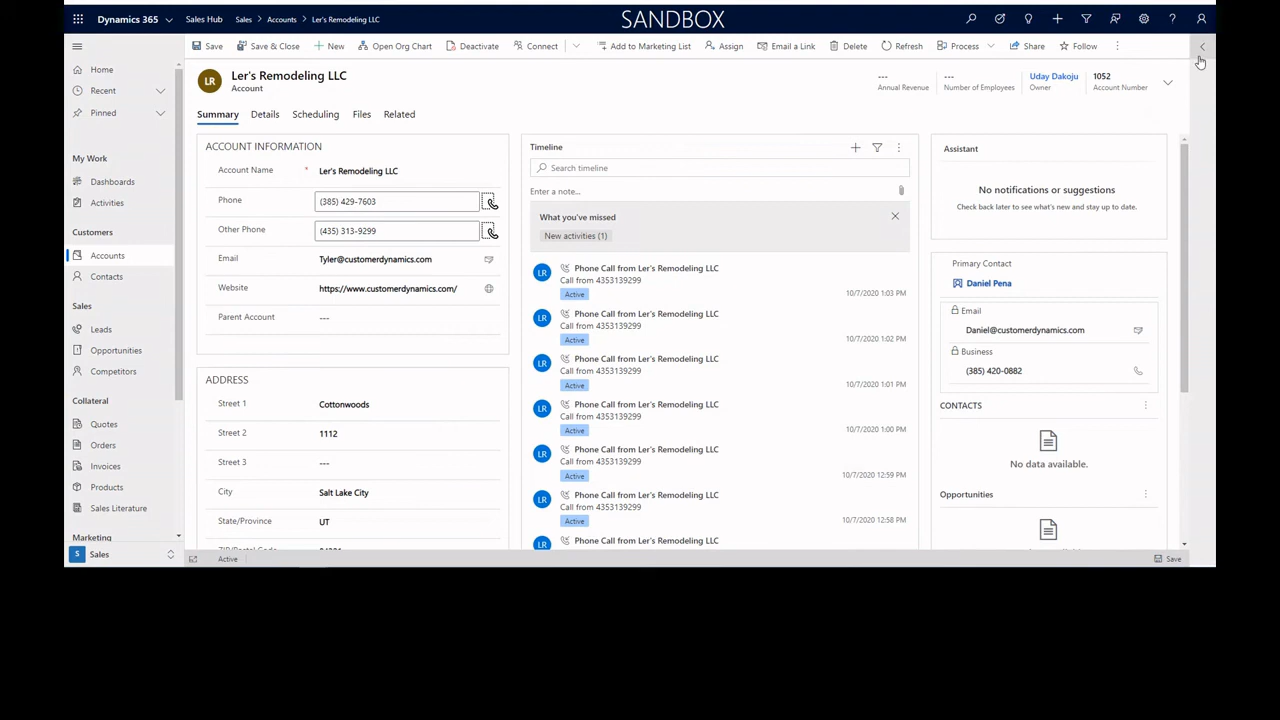 Dynamics 365 Sales Hub Sales Accounts Ler's Remodeling LLC SANDBOX
Save Save & Close New Open Org Chart Deactivate Connect Add to Marketing List Assign Email a Link Delete Refresh Process Share Follow
Home
Recent
Pinned
My Work
Dashboards
Activities
Customers
Accounts
Contacts
Sales
Leads
Opportunities
Competitors
Collateral
Quotes
Orders
Invoices
Products
Sales Literature
Marketing
S Sales
LR
Ler's Remodeling LLC
Account
---
Annual Revenue
---
Number of Employees
Uday Dakoju
Owner
1052
Account Number
Summary Details Scheduling Files Related
ACCOUNT INFORMATION
Account Name * Ler's Remodeling LLC
Phone (385) 429-7603
Other Phone (435) 313-9299
Email Tyler@customerdynamics.com
Website https://www.customerdynamics.com/
Parent Account ---
ADDRESS
Street 1 Cottonwoods
Street 2 1112
Street 3 ---
City Salt Lake City
State/Province UT
Timeline
Search timeline
Enter a note...
What you've missed
New activities (1)
LR Phone Call from Ler's Remodeling LLC
Call from 4353139299
Active 10/7/2020 1:03 PM
LR Phone Call from Ler's Remodeling LLC
Call from 4353139299
Active 10/7/2020 1:02 PM
LR Phone Call from Ler's Remodeling LLC
Call from 4353139299
Active 10/7/2020 1:01 PM
LR Phone Call from Ler's Remodeling LLC
Call from 4353139299
Active 10/7/2020 1:00 PM
LR Phone Call from Ler's Remodeling LLC
Call from 4353139299
Active 10/7/2020 12:59 PM
LR Phone Call from Ler's Remodeling LLC
Call from 4353139299
Active 10/7/2020 12:58 PM
LR Phone Call from Ler's Remodeling LLC
Assistant
No notifications or suggestions
Check back later to see what's new and stay up to date.
Primary Contact
Daniel Pena
Email
Daniel@customerdynamics.com
Business
(385) 420-0882
CONTACTS
No data available.
Opportunities
Active
Save